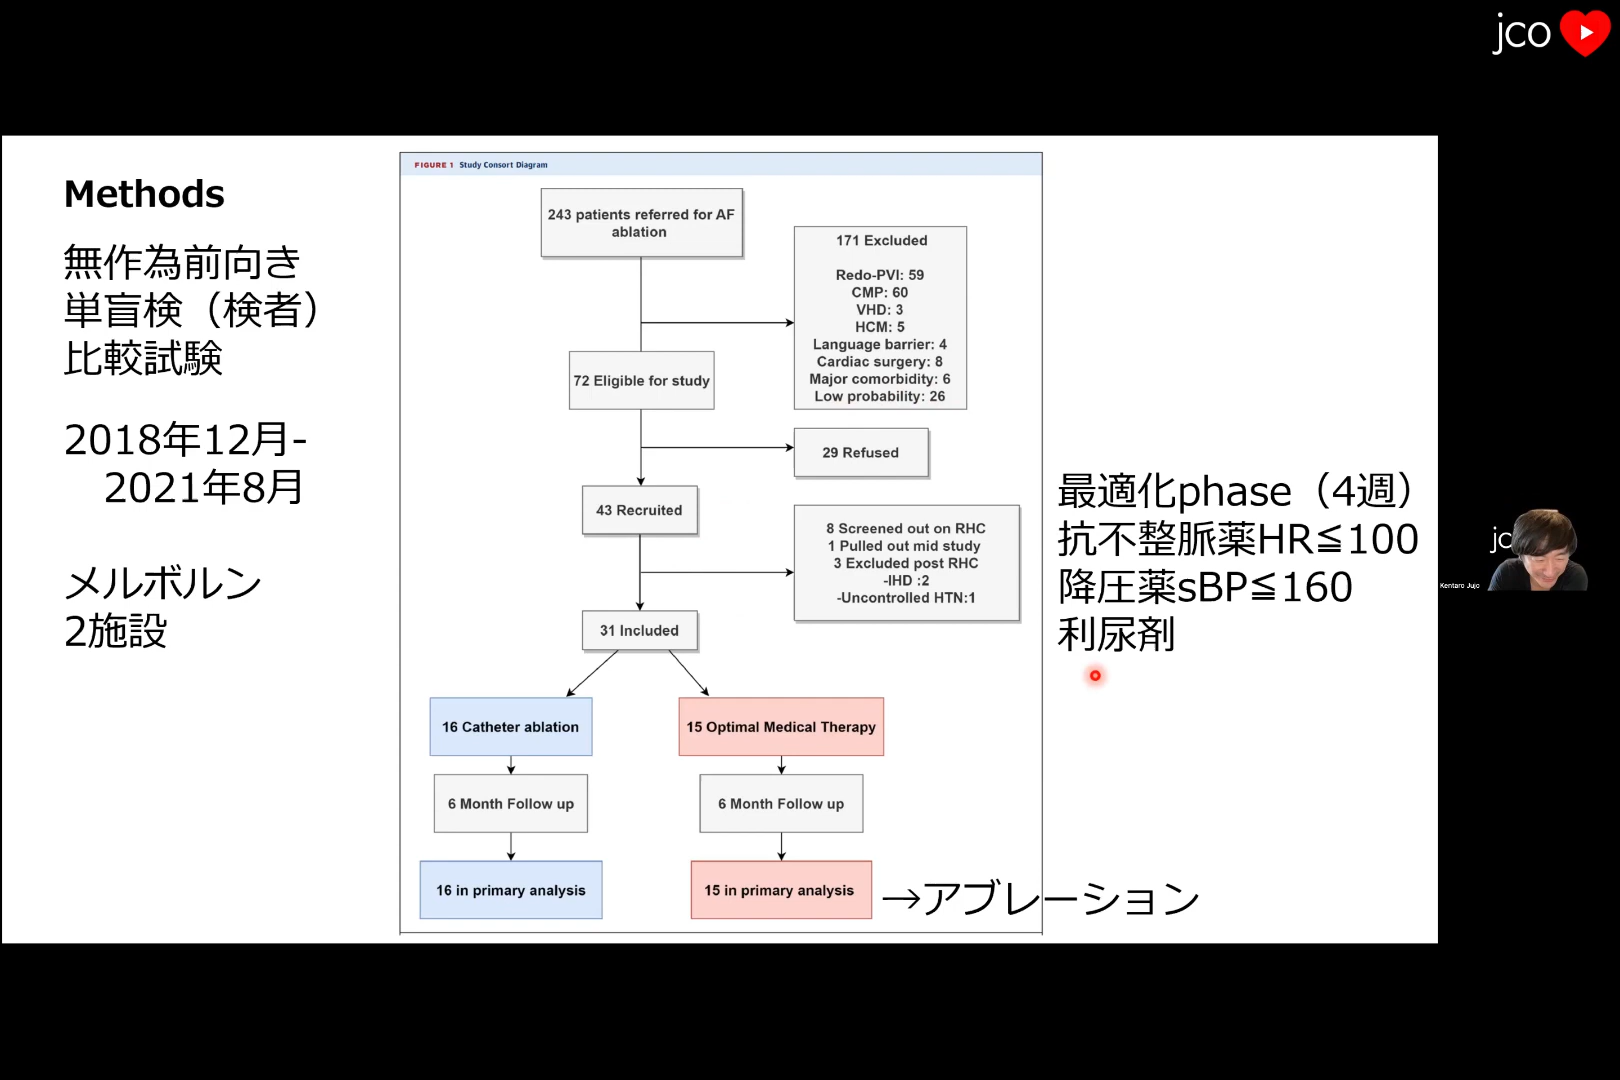 jco
Methods
無作為前向き
単盲検（検者）
比較試験
2018年12月-
2021年8月
メルボルン
2施設
FIGURE 1 Study Consort Diagram
243 patients referred for AF
ablation
171 Excluded
Redo-PVI: 59
CMP: 60
VHD: 3
HCM: 5
Language barrier: 4
Cardiac surgery: 8
Major comorbidity: 6
Low probability: 26
72 Eligible for study
29 Refused
43 Recruited
8 Screened out on RHC
1 Pulled out mid study
3 Excluded post RHC
-IHD :2
-Uncontrolled HTN:1
31 Included
16 Catheter ablation
15 Optimal Medical Therapy
6 Month Follow up
6 Month Follow up
16 in primary analysis
15 in primary analysis
→アブレーション
最適化phase（4週）
抗不整脈薬HR≦100
降圧薬sBP≦160
利尿剤
jc
Kentaro Jujo